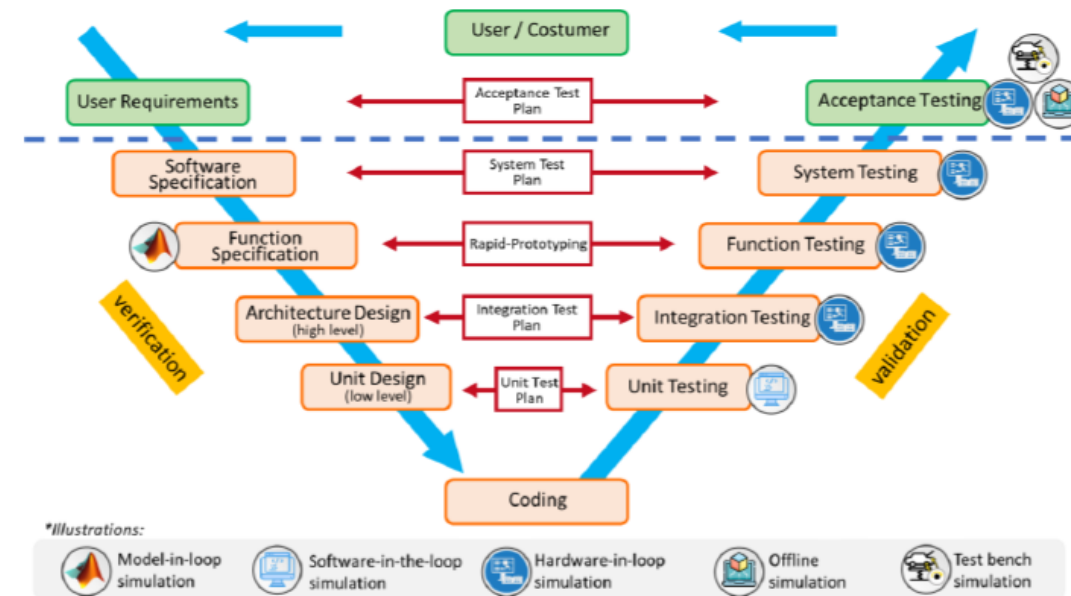 User / Costumer
User Requirements
Acceptance Test
Plan
Acceptance Testing
Software
Specification
System Test
Plan
System Testing
Function
Specification
Rapid-Prototyping
Function Testing
verification
Architecture Design
(high level)
Integration Test
Plan
Integration Testing
validation
Unit Design
(low level)
Unit Test
Plan
Unit Testing
Coding
*Illustrations:
Model-in-loop
simulation
Software-in-the-loop
simulation
Hardware-in-loop
simulation
Offline
simulation
Test bench
simulation